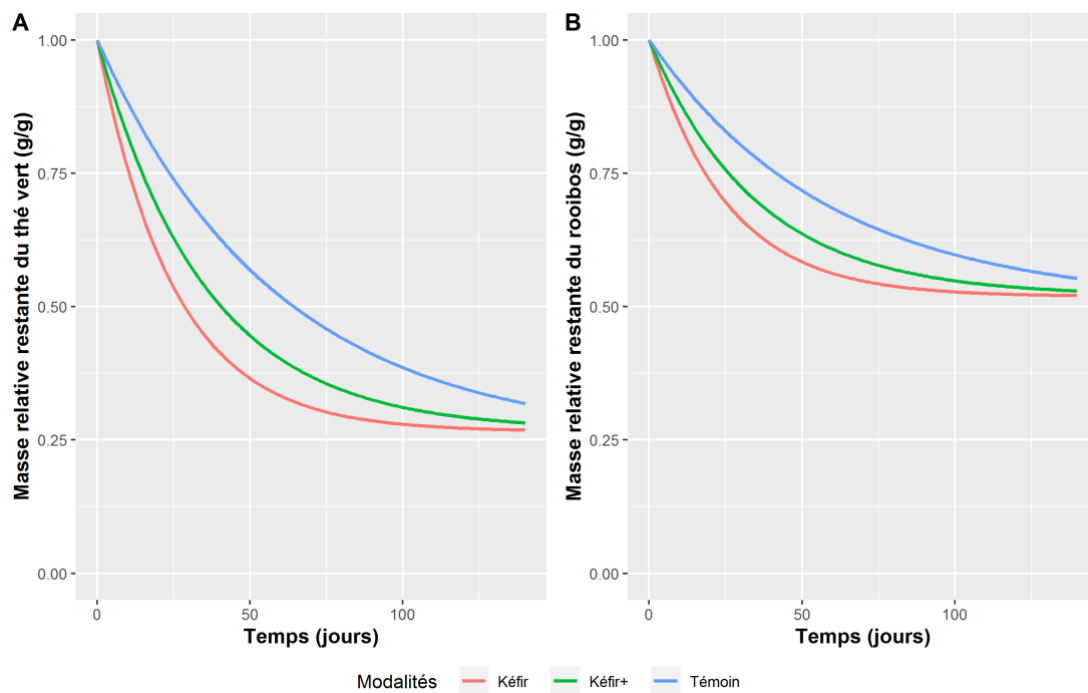 A
Masse relative restante du thé vert (g/g)
1.00
0.75
0.50
0.25
0.00
0
50
100
Temps (jours)
B
Masse relative restante du rooibos (g/g)
1.00
0.75
0.50
0.25
0.00
0
50
100
Temps (jours)
Modalités Kéfir Kéfir+ Témoin